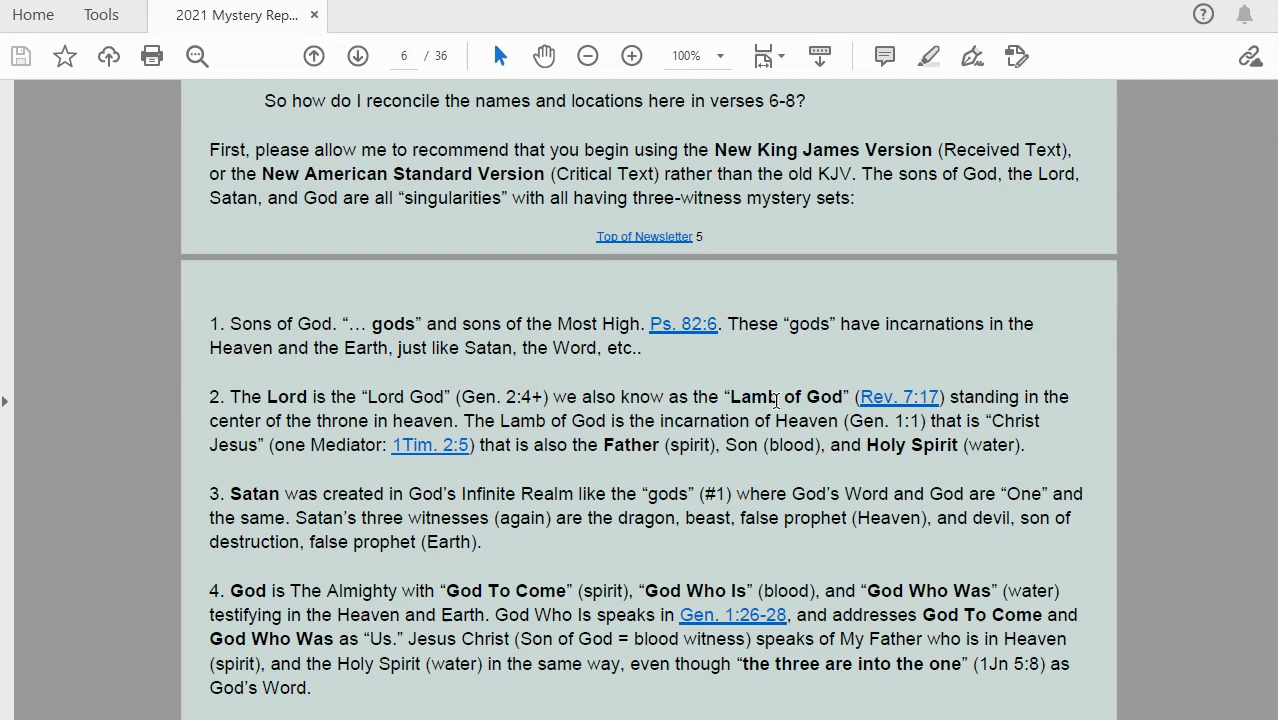 Home Tools 2021 Mystery Rep... ×
6 / 36 100%
So how do I reconcile the names and locations here in verses 6-8?
First, please allow me to recommend that you begin using the New King James Version (Received Text),
or the New American Standard Version (Critical Text) rather than the old KJV. The sons of God, the Lord,
Satan, and God are all “singularities” with all having three-witness mystery sets:
Top of Newsletter 5
1. Sons of God. “… gods” and sons of the Most High. Ps. 82:6. These “gods” have incarnations in the
Heaven and the Earth, just like Satan, the Word, etc..
2. The Lord is the “Lord God” (Gen. 2:4+) we also know as the “Lamb of God” (Rev. 7:17) standing in the
center of the throne in heaven. The Lamb of God is the incarnation of Heaven (Gen. 1:1) that is “Christ
Jesus” (one Mediator: 1Tim. 2:5) that is also the Father (spirit), Son (blood), and Holy Spirit (water).
3. Satan was created in God’s Infinite Realm like the “gods” (#1) where God’s Word and God are “One” and
the same. Satan’s three witnesses (again) are the dragon, beast, false prophet (Heaven), and devil, son of
destruction, false prophet (Earth).
4. God is The Almighty with “God To Come” (spirit), “God Who Is” (blood), and “God Who Was” (water)
testifying in the Heaven and Earth. God Who Is speaks in Gen. 1:26-28, and addresses God To Come and
God Who Was as “Us.” Jesus Christ (Son of God = blood witness) speaks of My Father who is in Heaven
(spirit), and the Holy Spirit (water) in the same way, even though “the three are into the one” (1Jn 5:8) as
God’s Word.